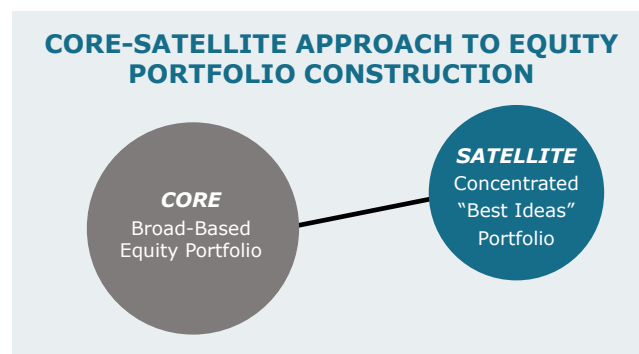 CORE-SATELLITE APPROACH TO EQUITY
PORTFOLIO CONSTRUCTION
CORE
Broad-Based
Equity Portfolio
SATELLITE
Concentrated
“Best Ideas”
Portfolio